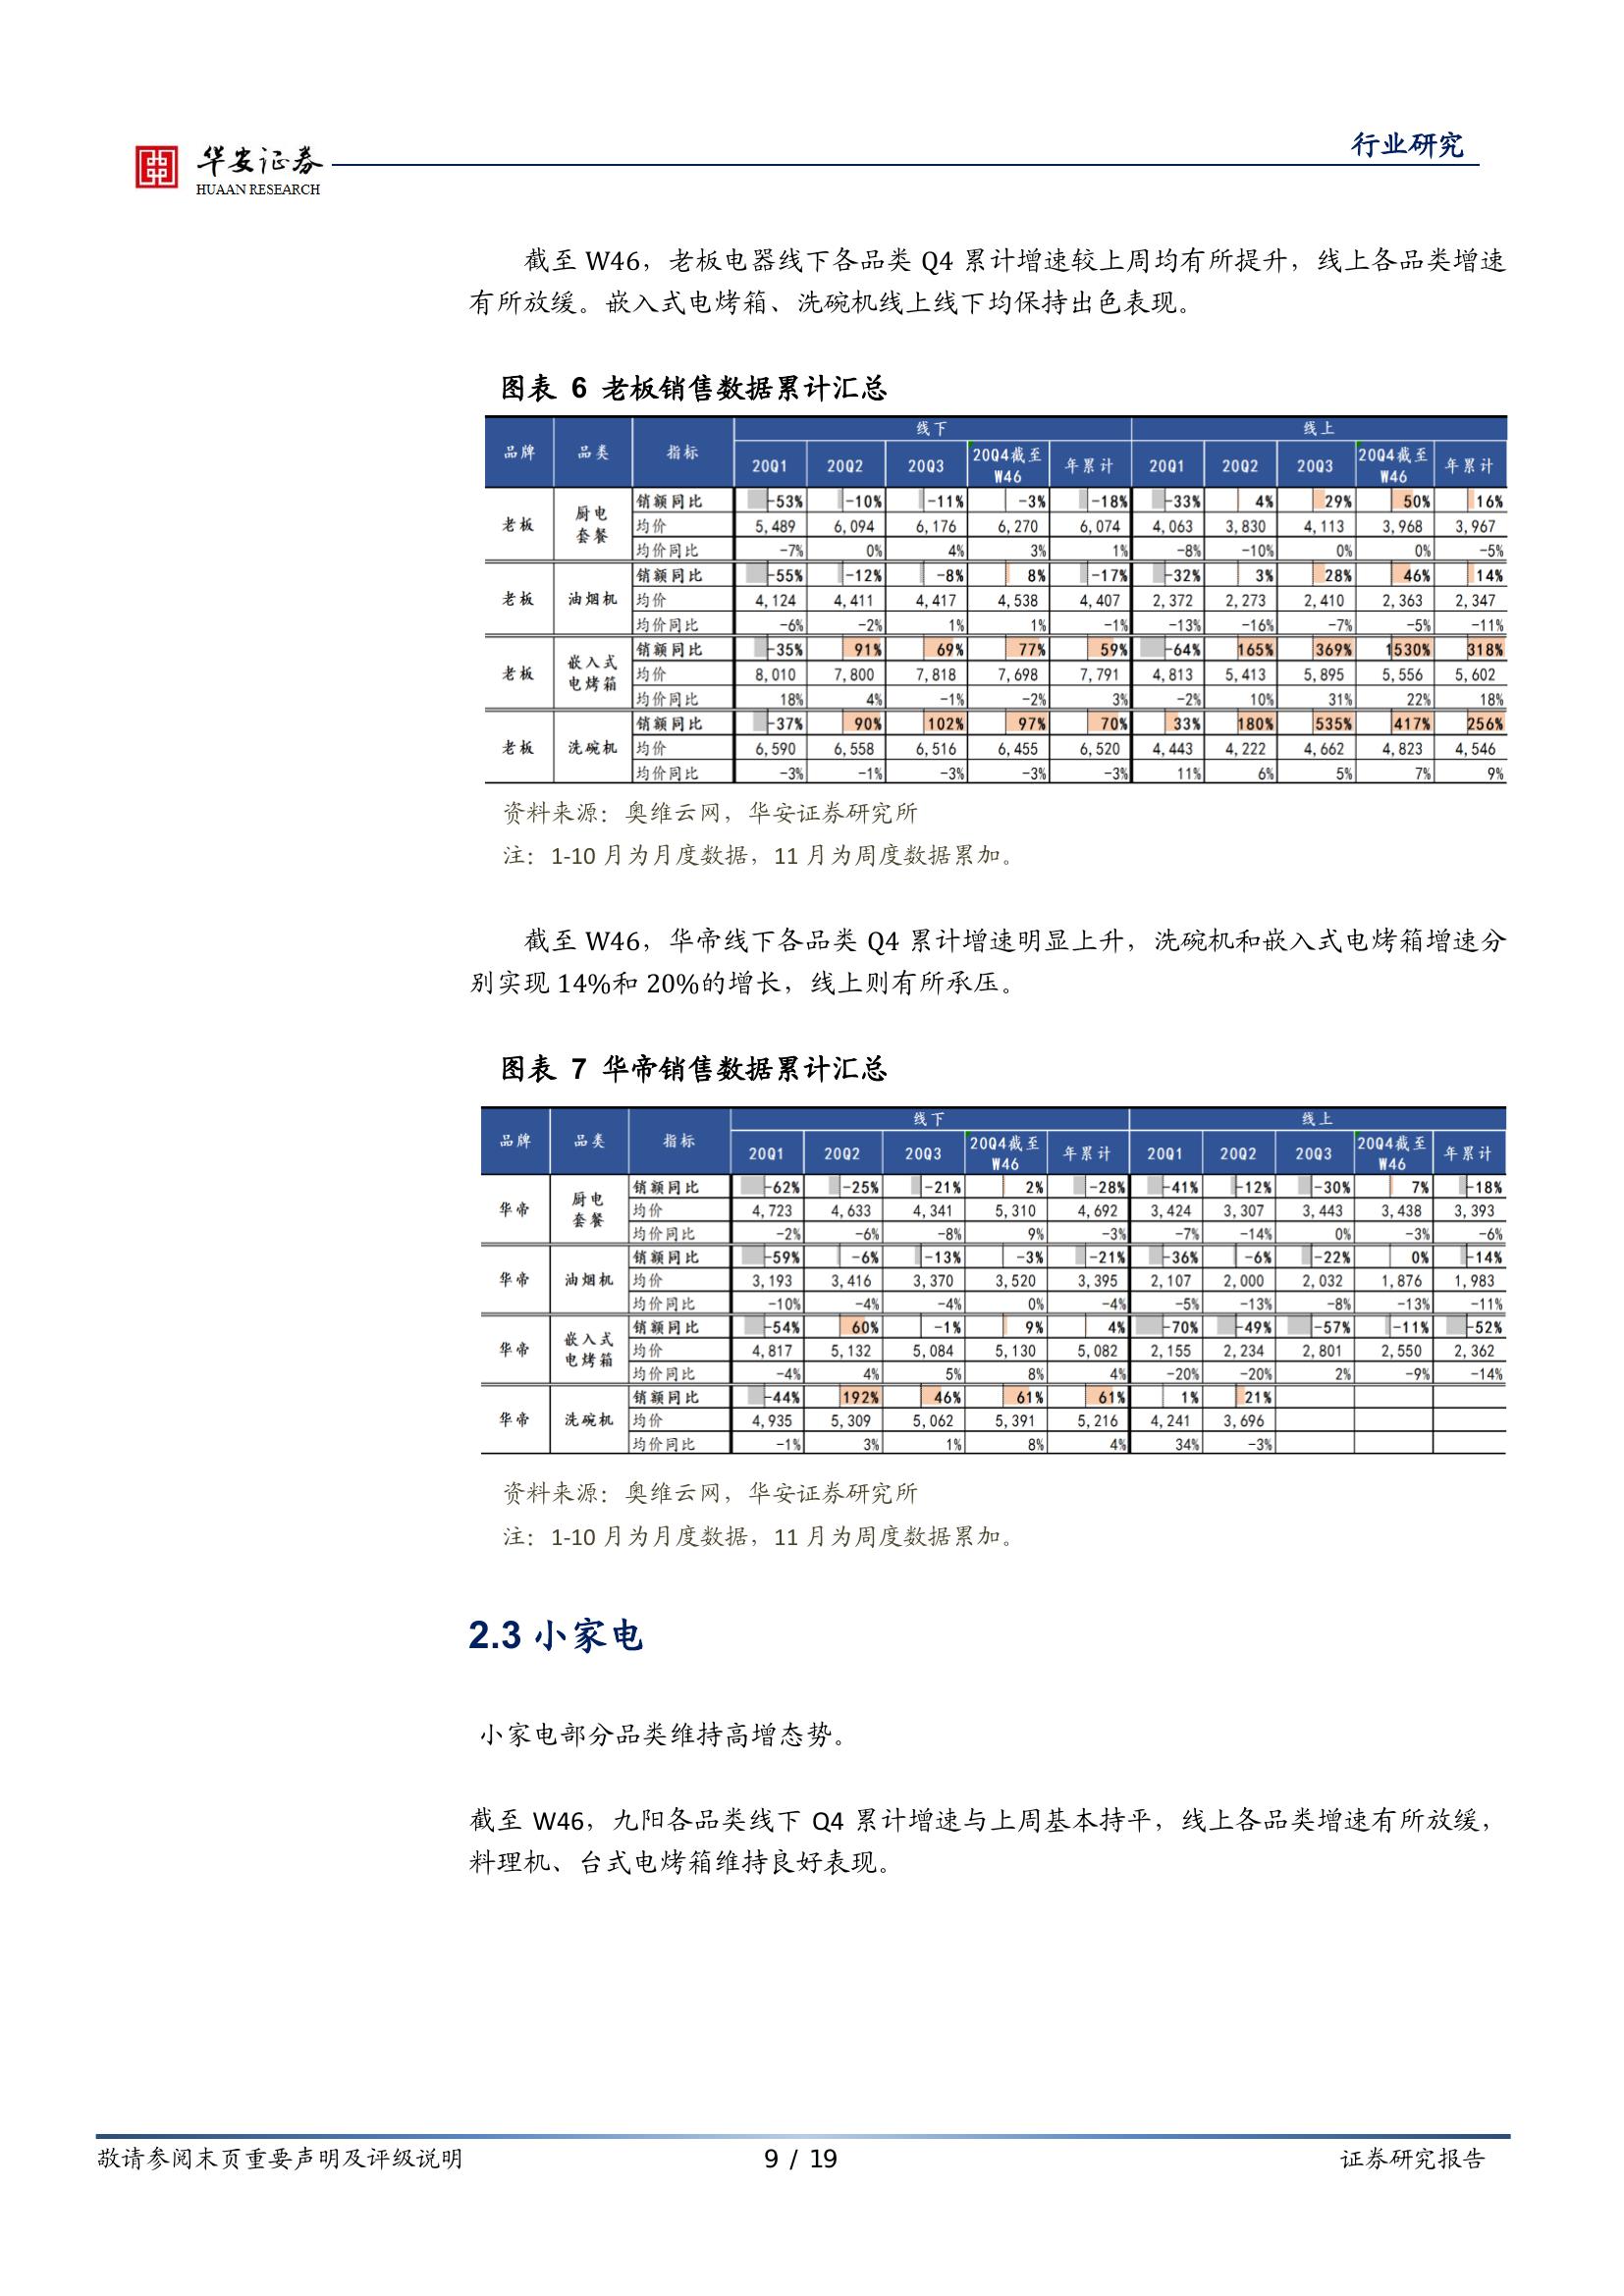 华安证券
HUAAN RESEARCH
行业研究
截至 W46，老板电器线下各品类 Q4 累计增速较上周均有所提升，线上各品类增速
有所放缓。嵌入式电烤箱、洗碗机线上线下均保持出色表现。
图表 6 老板销售数据累计汇总
品牌 品类 指标 线下 线上
20Q1 20Q2 20Q3 20Q4截至W46 年累计 20Q1 20Q2 20Q3 20Q4截至W46 年累计
老板 厨电套餐 销额同比 -53% -10% -11% -3% -18% -33% 4% 29% 50% 16%
均价 5,489 6,094 6,176 6,270 6,074 4,063 3,830 4,113 3,968 3,967
均价同比 -7% 0% 4% 3% 1% -8% -10% 0% 0% -5%
老板 油烟机 销额同比 -55% -12% -8% 8% -17% -32% 3% 28% 46% 14%
均价 4,124 4,411 4,417 4,538 4,407 2,372 2,273 2,410 2,363 2,347
均价同比 -6% -2% 1% 1% -1% -13% -16% -7% -5% -11%
老板 嵌入式电烤箱 销额同比 -35% 91% 69% 77% 59% -64% 165% 369% 1530% 318%
均价 8,010 7,800 7,818 7,698 7,791 4,813 5,413 5,895 5,556 5,602
均价同比 18% 4% -1% -2% 3% -2% 10% 31% 22% 18%
老板 洗碗机 销额同比 -37% 90% 102% 97% 70% 33% 180% 535% 417% 256%
均价 6,590 6,558 6,516 6,455 6,520 4,443 4,222 4,662 4,823 4,546
均价同比 -3% -1% -3% -3% -3% 11% 6% 5% 7% 9%
资料来源：奥维云网，华安证券研究所
注：1-10 月为月度数据，11 月为周度数据累加。
截至 W46，华帝线下各品类 Q4 累计增速明显上升，洗碗机和嵌入式电烤箱增速分
别实现 14%和 20%的增长，线上则有所承压。
图表 7 华帝销售数据累计汇总
品牌 品类 指标 线下 线上
20Q1 20Q2 20Q3 20Q4截至W46 年累计 20Q1 20Q2 20Q3 20Q4截至W46 年累计
华帝 厨电套餐 销额同比 -62% -25% -21% 2% -28% -41% -12% -30% 7% -18%
均价 4,723 4,633 4,341 5,310 4,692 3,424 3,307 3,443 3,438 3,393
均价同比 -2% -6% -8% 9% -3% -7% -14% 0% -3% -6%
华帝 油烟机 销额同比 -59% -6% -13% -3% -21% -36% -6% -22% 0% -14%
均价 3,193 3,416 3,370 3,520 3,395 2,107 2,000 2,032 1,876 1,983
均价同比 -10% -4% -4% 0% -4% -5% -13% -8% -13% -11%
华帝 嵌入式电烤箱 销额同比 -54% 60% -1% 9% 4% -70% -49% -57% -11% -52%
均价 4,817 5,132 5,084 5,130 5,082 2,155 2,234 2,801 2,550 2,362
均价同比 -4% 4% 5% 8% 4% -20% -20% 2% -9% -14%
华帝 洗碗机 销额同比 -44% 192% 46% 61% 61% 1% 21%
均价 4,935 5,309 5,062 5,391 5,216 4,241 3,696
均价同比 -1% 3% 1% 8% 4% 34% -3%
资料来源：奥维云网，华安证券研究所
注：1-10 月为月度数据，11 月为周度数据累加。
2.3 小家电
小家电部分品类维持高增态势。
截至 W46，九阳各品类线下 Q4 累计增速与上周基本持平，线上各品类增速有所放缓，
料理机、台式电烤箱维持良好表现。
敬请参阅末页重要声明及评级说明 9 / 19 证券研究报告